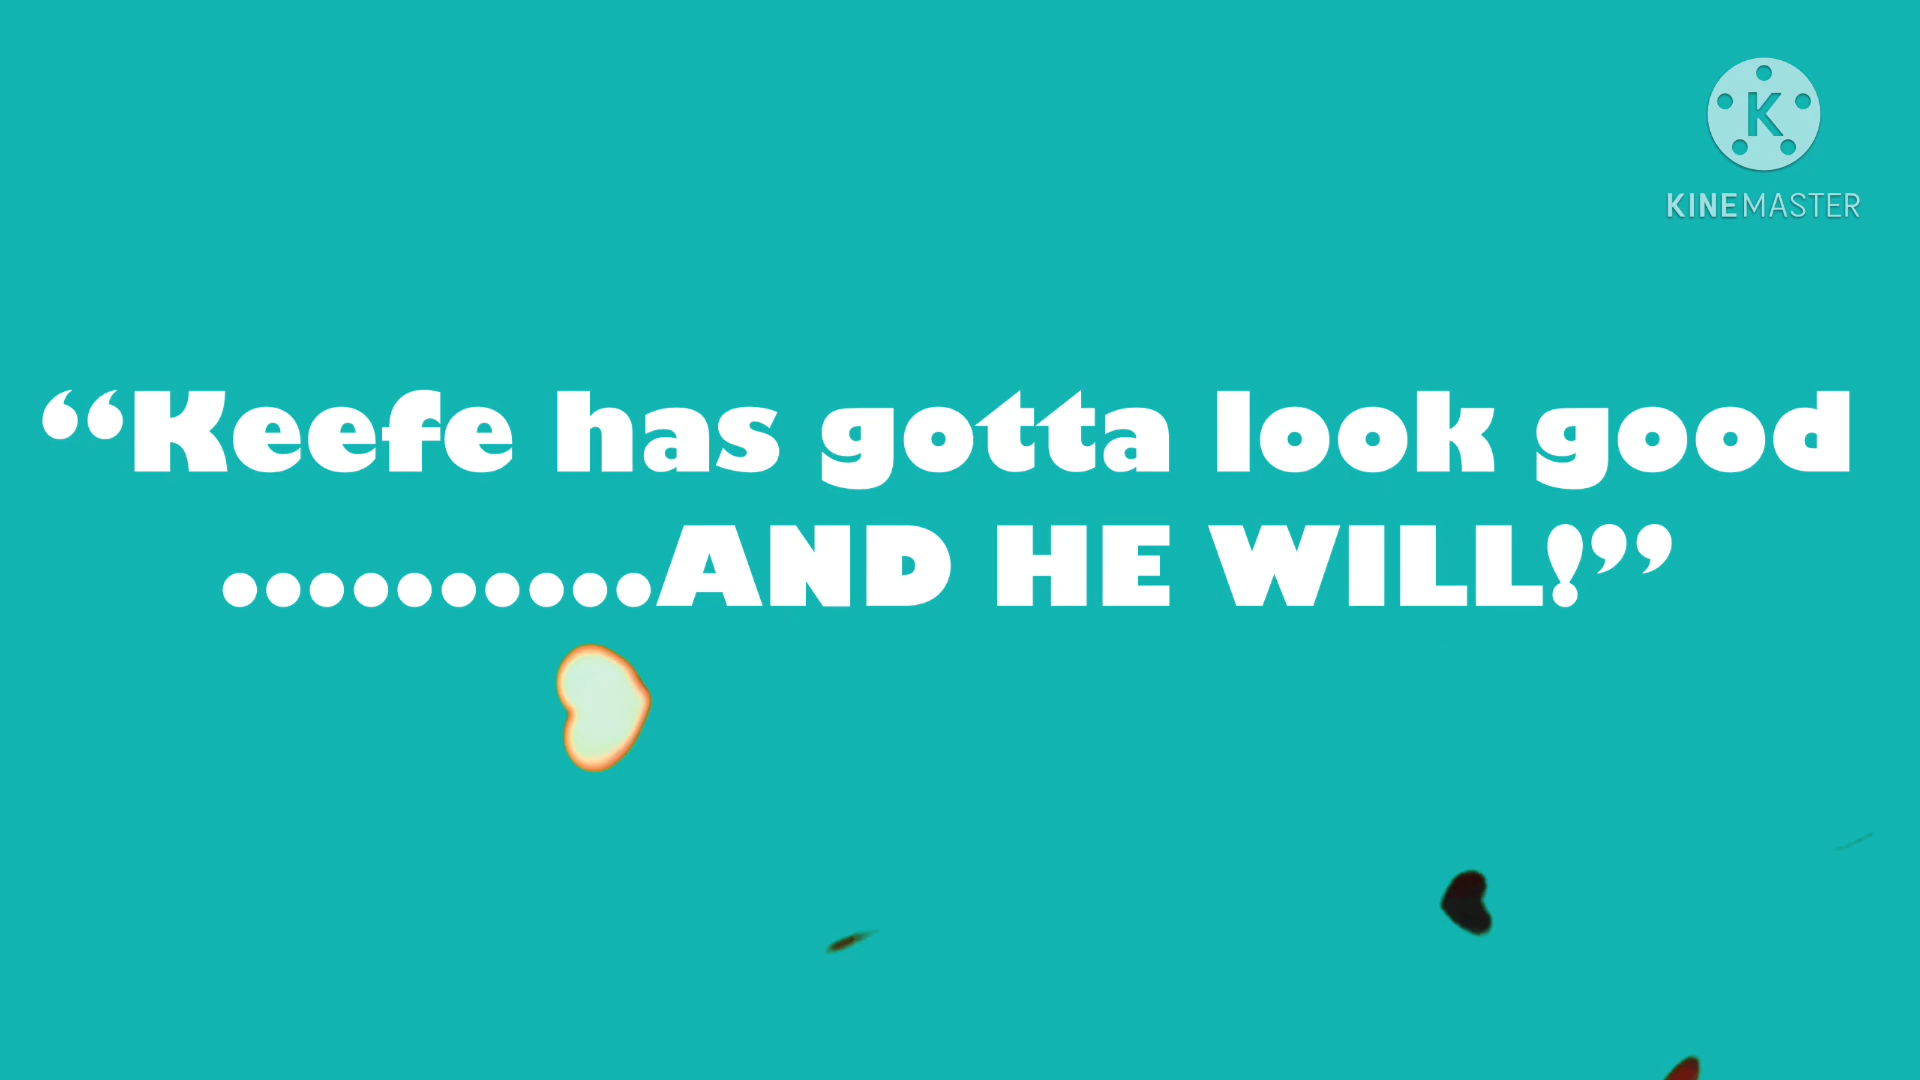 K
KINEMASTER
“Keefe has gotta look good
..........AND HE WILL!”